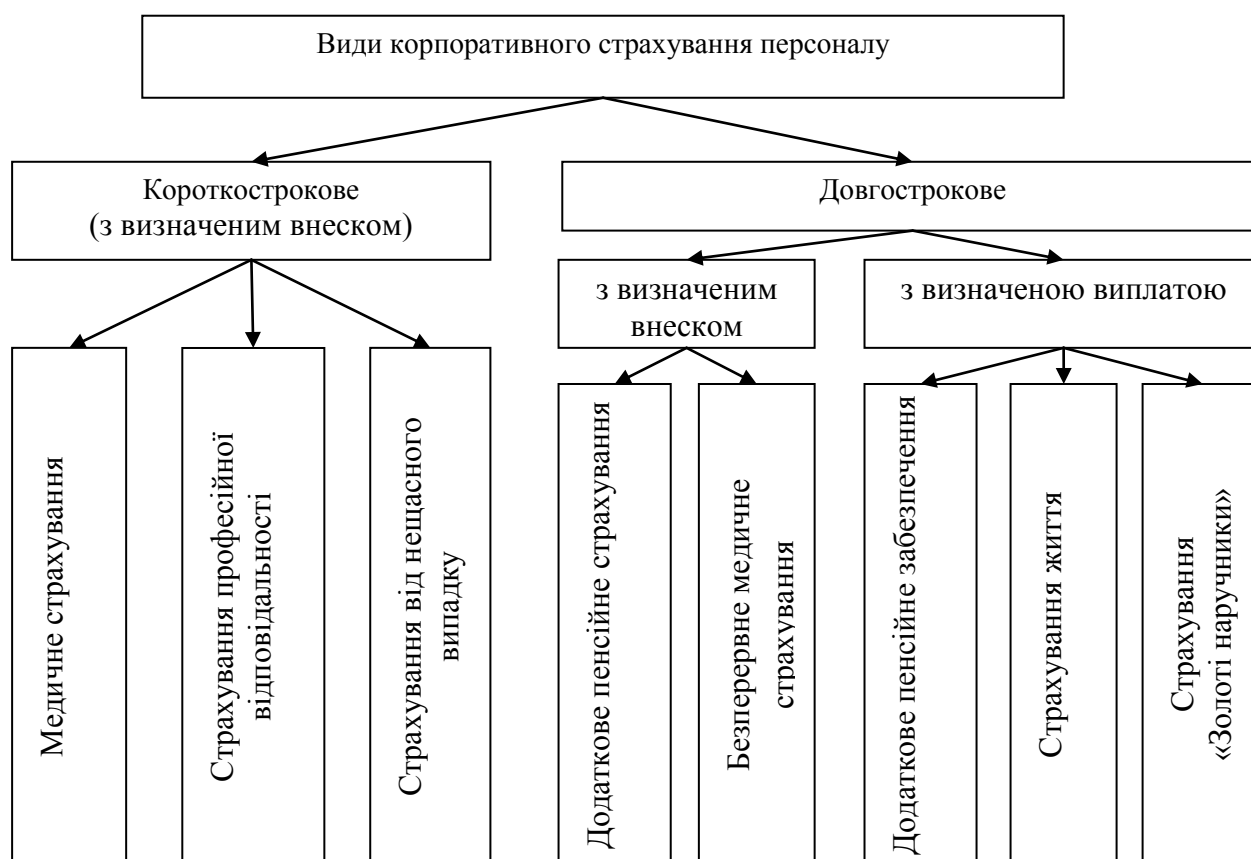 Види корпоративного страхування персоналу
Короткострокове
(з визначеним внеском)
Довгострокове
з визначеним
внеском
з визначеною виплатою
Медичне страхування
Страхування професійної
відповідальності
Страхування від нещасного
випадку
Додаткове пенсійне страхування
Безперервне медичне
страхування
Додаткове пенсійне забезпечення
Страхування життя
Страхування
«Золоті наручники»